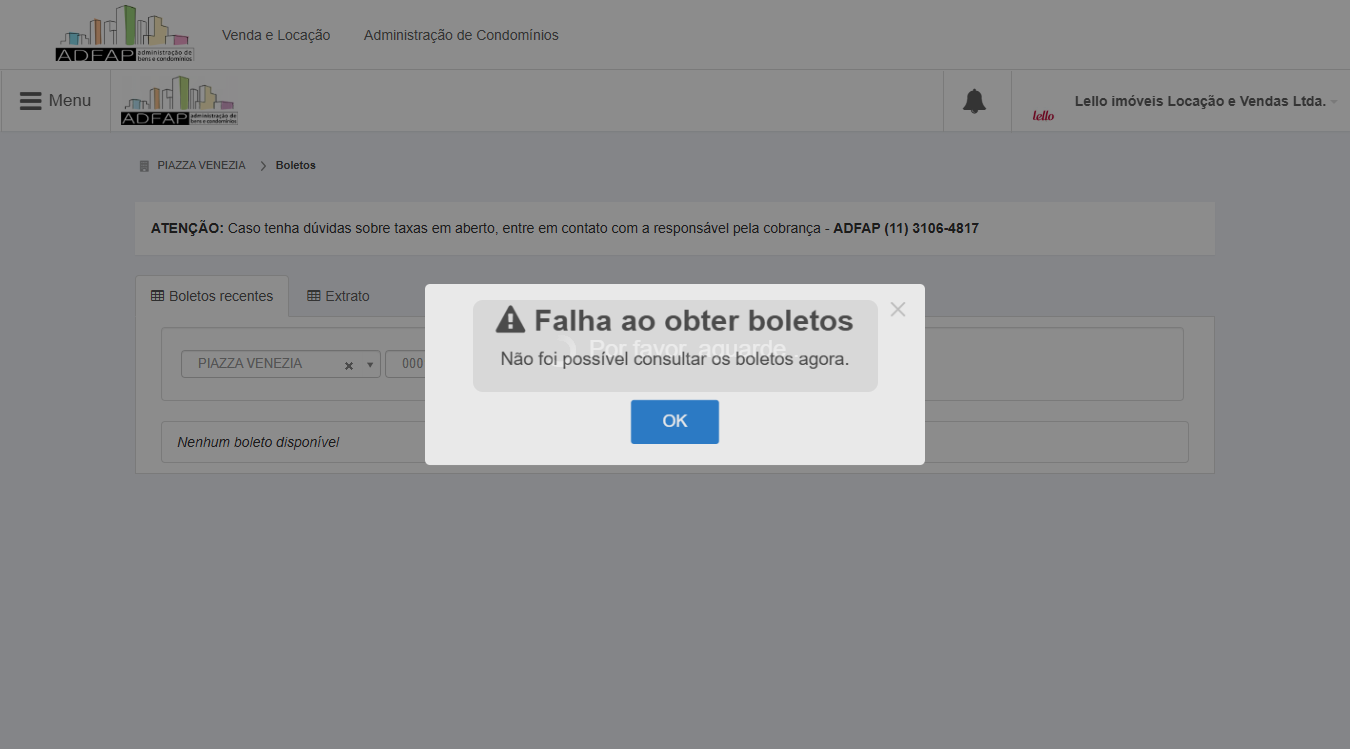 ADFAP administração de bens e condomínios
Venda e Locação
Administração de Condomínios
Menu
ADFAP administração de bens e condomínios
lello
Lello imóveis Locação e Vendas Ltda.
PIAZZA VENEZIA > Boletos
ATENÇÃO: Caso tenha dúvidas sobre taxas em aberto, entre em contato com a responsável pela cobrança - ADFAP (11) 3106-4817
Boletos recentes
Extrato
Falha ao obter boletos
Por favor, aguarde...
Não foi possível consultar os boletos agora.
PIAZZA VENEZIA
000
OK
Nenhum boleto disponível